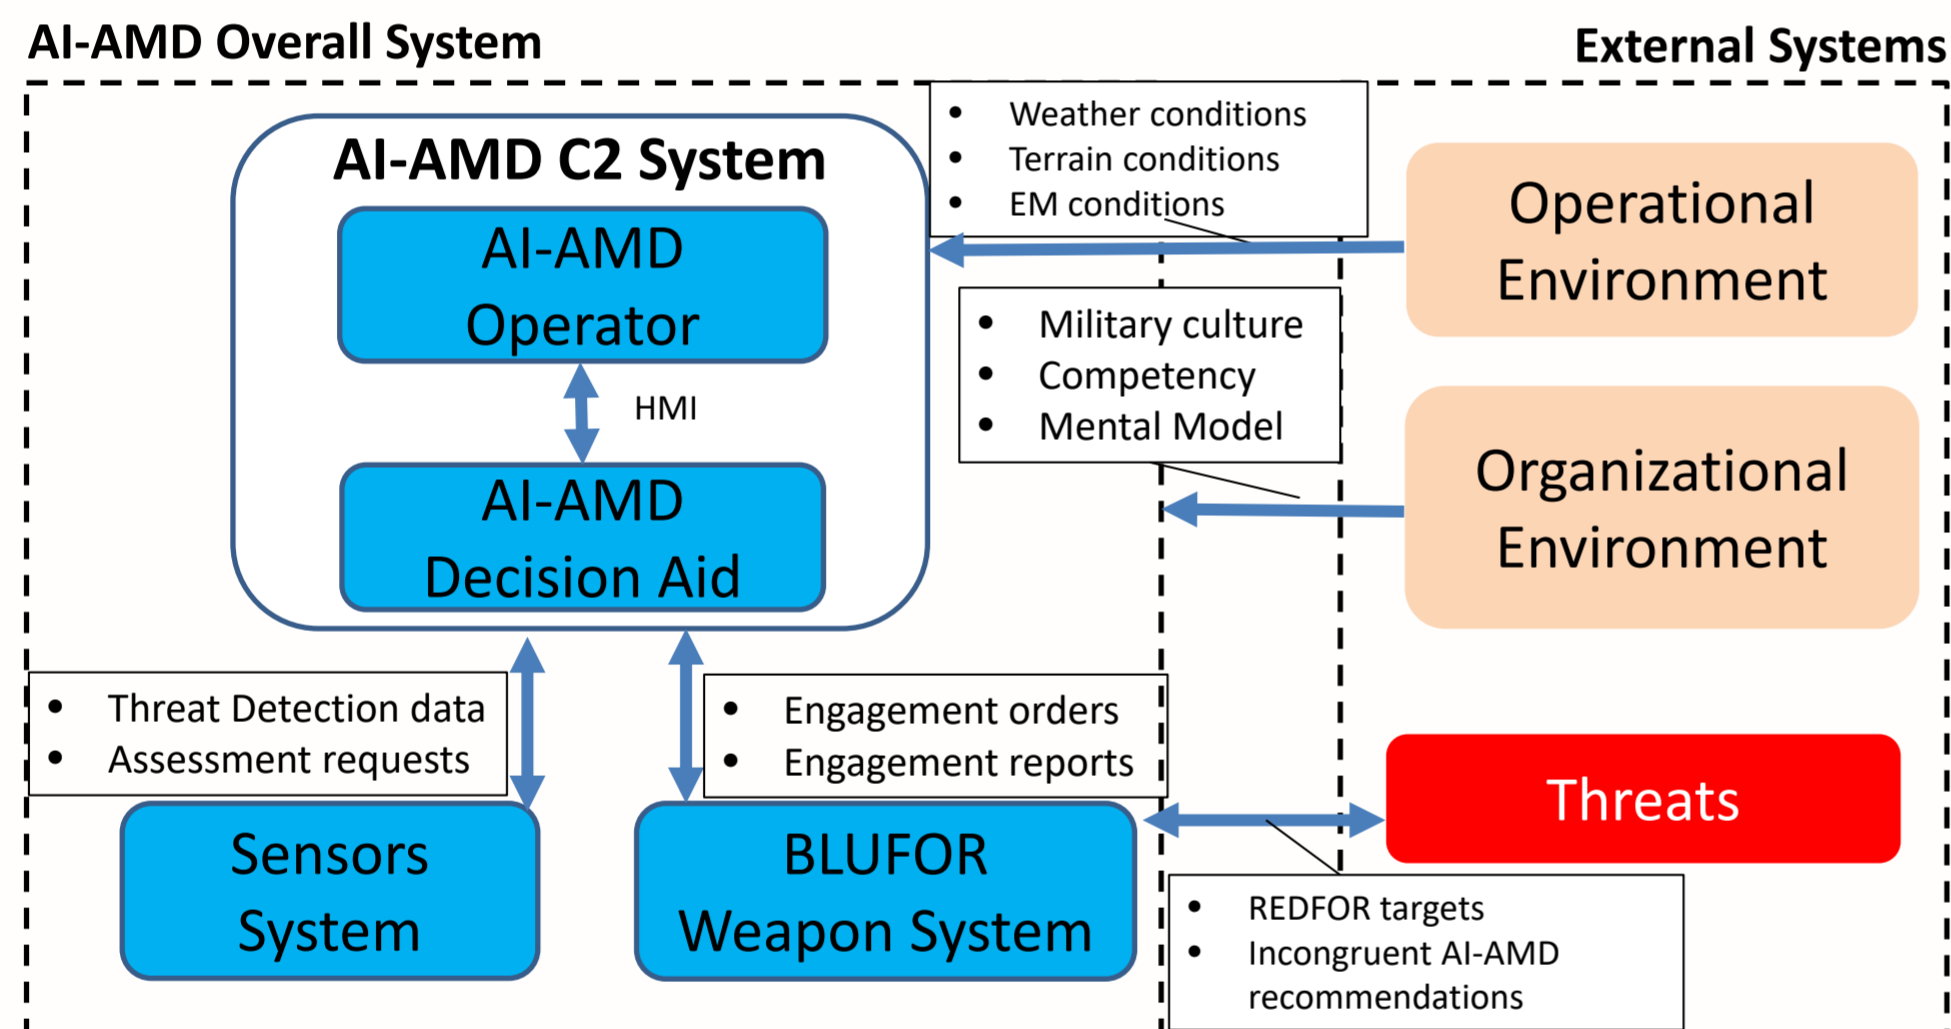 AI-AMD Overall System
External Systems
AI-AMD C2 System
AI-AMD
Operator
HMI
AI-AMD
Decision Aid
• Weather conditions
• Terrain conditions
• EM conditions
Operational
Environment
• Military culture
• Competency
• Mental Model
Organizational
Environment
• Threat Detection data
• Assessment requests
• Engagement orders
• Engagement reports
Threats
Sensors
System
BLUFOR
Weapon System
• REDFOR targets
• Incongruent AI-AMD
recommendations